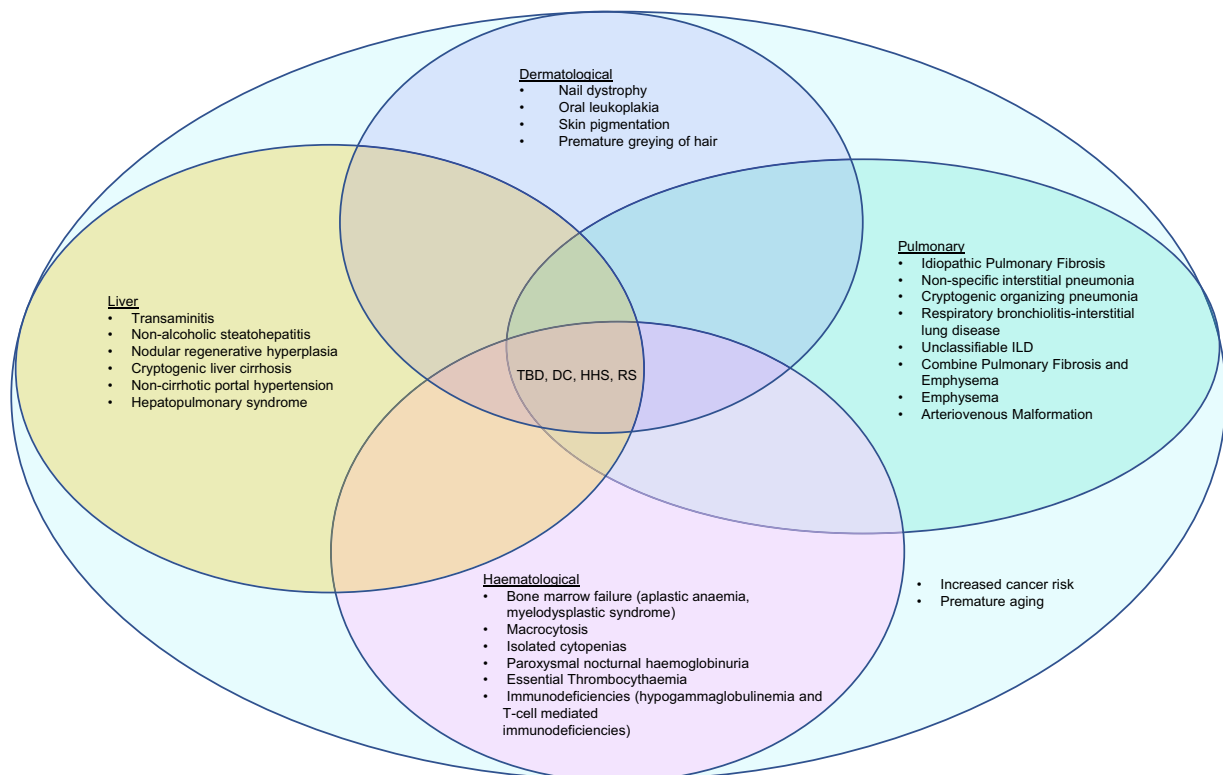 Dermatological
• Nail dystrophy
• Oral leukoplakia
• Skin pigmentation
• Premature greying of hair
Liver
• Transaminitis
• Non-alcoholic steatohepatitis
• Nodular regenerative hyperplasia
• Cryptogenic liver cirrhosis
• Non-cirrhotic portal hypertension
• Hepatopulmonary syndrome
TBD, DC, HHS, RS
Pulmonary
• Idiopathic Pulmonary Fibrosis
• Non-specific interstitial pneumonia
• Cryptogenic organizing pneumonia
• Respiratory bronchiolitis-interstitial
lung disease
• Unclassifiable ILD
• Combine Pulmonary Fibrosis and
Emphysema
• Emphysema
• Arteriovenous Malformation
Haematological
• Bone marrow failure (aplastic anaemia,
myelodysplastic syndrome)
• Macrocytosis
• Isolated cytopenias
• Paroxysmal nocturnal haemoglobinuria
• Essential Thrombocythaemia
• Immunodeficiencies (hypogammaglobulinemia and
T-cell mediated
immunodeficiencies)
• Increased cancer risk
• Premature aging